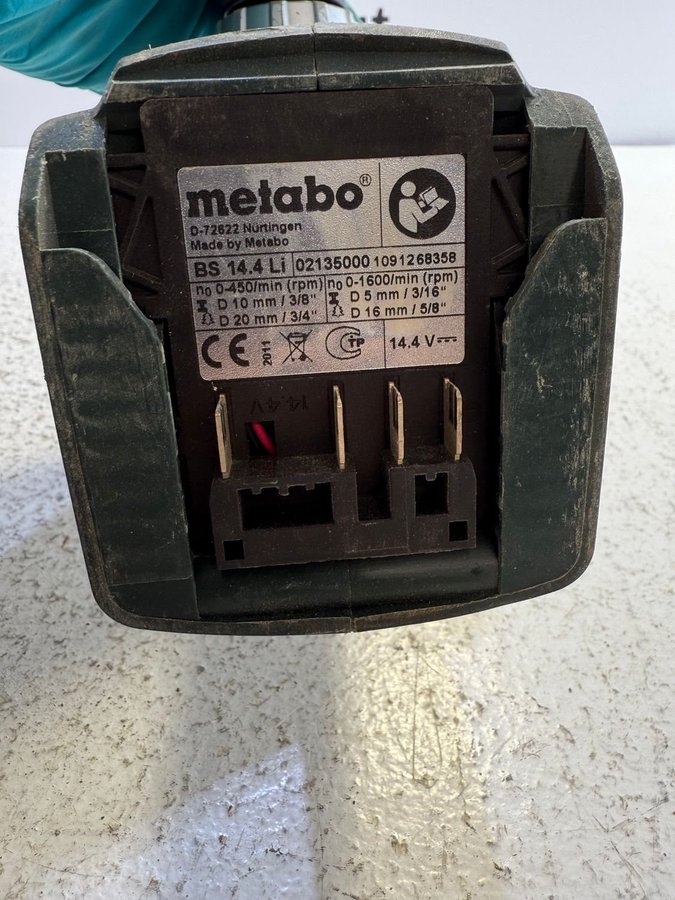 metabo®
D-72622 Nürtingen
Made by Metabo
BS 14.4 Li 02135000 1091268358
n0 0-450/min (rpm) n0 0-1600/min (rpm)
D 10 mm / 3/8" D 5 mm / 3/16"
D 20 mm / 3/4" D 16 mm / 5/8"
CE 2011 CTP 14.4 V
14.4V